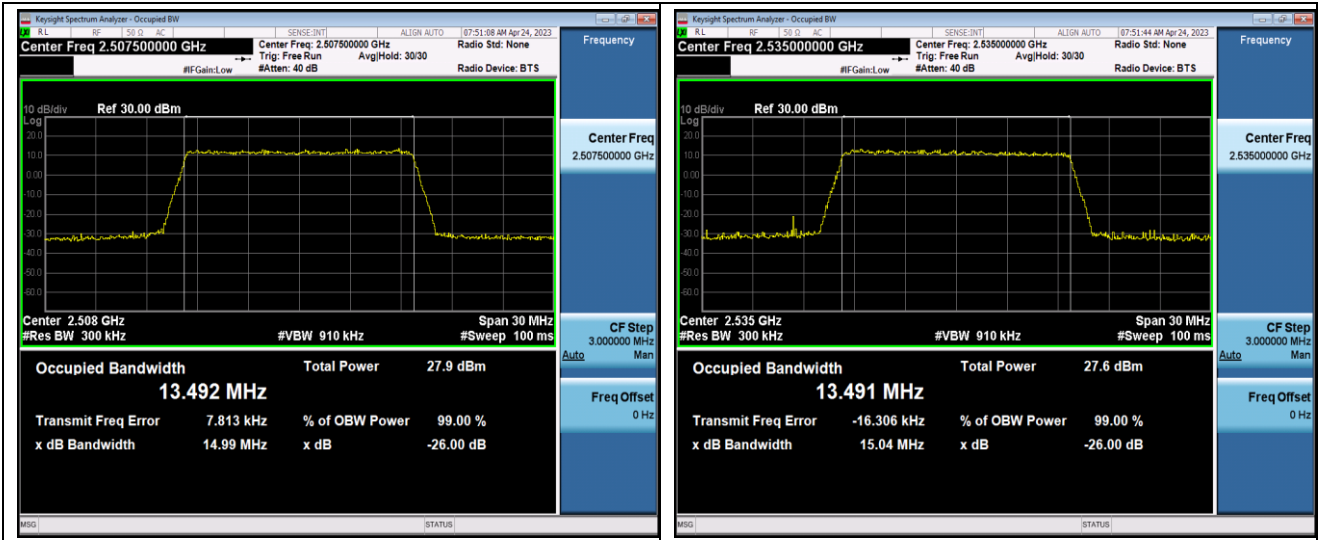 Keysight Spectrum Analyzer - Occupied BW
RL RF 50 Ω AC SENSE:INT ALIGN AUTO 07:51:08 AM Apr 24, 2023
Center Freq 2.507500000 GHz
Center Freq: 2.507500000 GHz Radio Std: None
Trig: Free Run Avg|Hold: 30/30
#IFGain:Low #Atten: 40 dB Radio Device: BTS
10 dB/div Ref 30.00 dBm
Log
20.0
10.0
0.00
-10.0
-20.0
-30.0
-40.0
-50.0
-60.0
Center 2.508 GHz Span 30 MHz
#Res BW 300 kHz #VBW 910 kHz #Sweep 100 ms
Occupied Bandwidth Total Power 27.9 dBm
13.492 MHz
Transmit Freq Error 7.813 kHz % of OBW Power 99.00 %
x dB Bandwidth 14.99 MHz x dB -26.00 dB
MSG STATUS
Frequency
Center Freq
2.507500000 GHz
CF Step
3.000000 MHz
Auto Man
Freq Offset
0 Hz
Keysight Spectrum Analyzer - Occupied BW
RL RF 50 Ω AC SENSE:INT ALIGN AUTO 07:51:44 AM Apr 24, 2023
Center Freq 2.535000000 GHz
Center Freq: 2.535000000 GHz Radio Std: None
Trig: Free Run Avg|Hold: 30/30
#IFGain:Low #Atten: 40 dB Radio Device: BTS
10 dB/div Ref 30.00 dBm
Log
20.0
10.0
0.00
-10.0
-20.0
-30.0
-40.0
-50.0
-60.0
Center 2.535 GHz Span 30 MHz
#Res BW 300 kHz #VBW 910 kHz #Sweep 100 ms
Occupied Bandwidth Total Power 27.6 dBm
13.491 MHz
Transmit Freq Error -16.306 kHz % of OBW Power 99.00 %
x dB Bandwidth 15.04 MHz x dB -26.00 dB
MSG STATUS
Frequency
Center Freq
2.535000000 GHz
CF Step
3.000000 MHz
Auto Man
Freq Offset
0 Hz